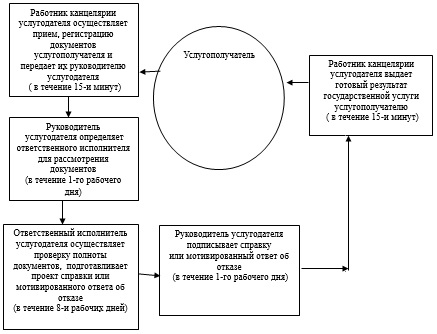 Работник канцелярии
услугодателя осуществляет
прием, регистрацию
документов
услугополучателя и
передает их руководителю
услугодателя
( в течение 15-и минут)
Услугополучатель
Работник канцелярии
услугодателя выдает
готовый результат
государственной услуги
услугополучателю
( в течение 15-и минут)
Руководитель
услугодателя определяет
ответственного исполнителя
для рассмотрения
документов
(в течение 1-го рабочего
дня)
Ответственный исполнитель
услугодателя осуществляет
проверку полноты
документов, подготавливает
проект справки или
мотивированного ответа об
отказе
(в течение 8-и рабочих дней)
Руководитель услугодателя
подписывает справку
или мотивированный ответ об
отказе
(в течение 1-го рабочего дня)